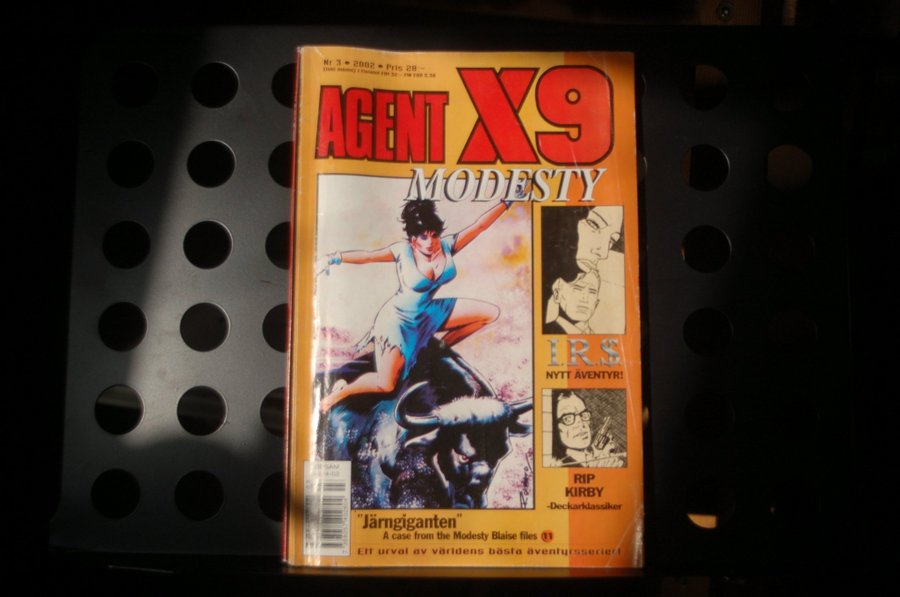 Nr 3 • 2002 • Pris 28:-
AGENT X9
MODESTY
I.R.$
NYTT ÄVENTYR!
RIP
KIRBY
-Deckarklassiker
"Järngiganten"
A case from the Modesty Blaise files 11
Ett urval av världens bästa äventyrsserier!